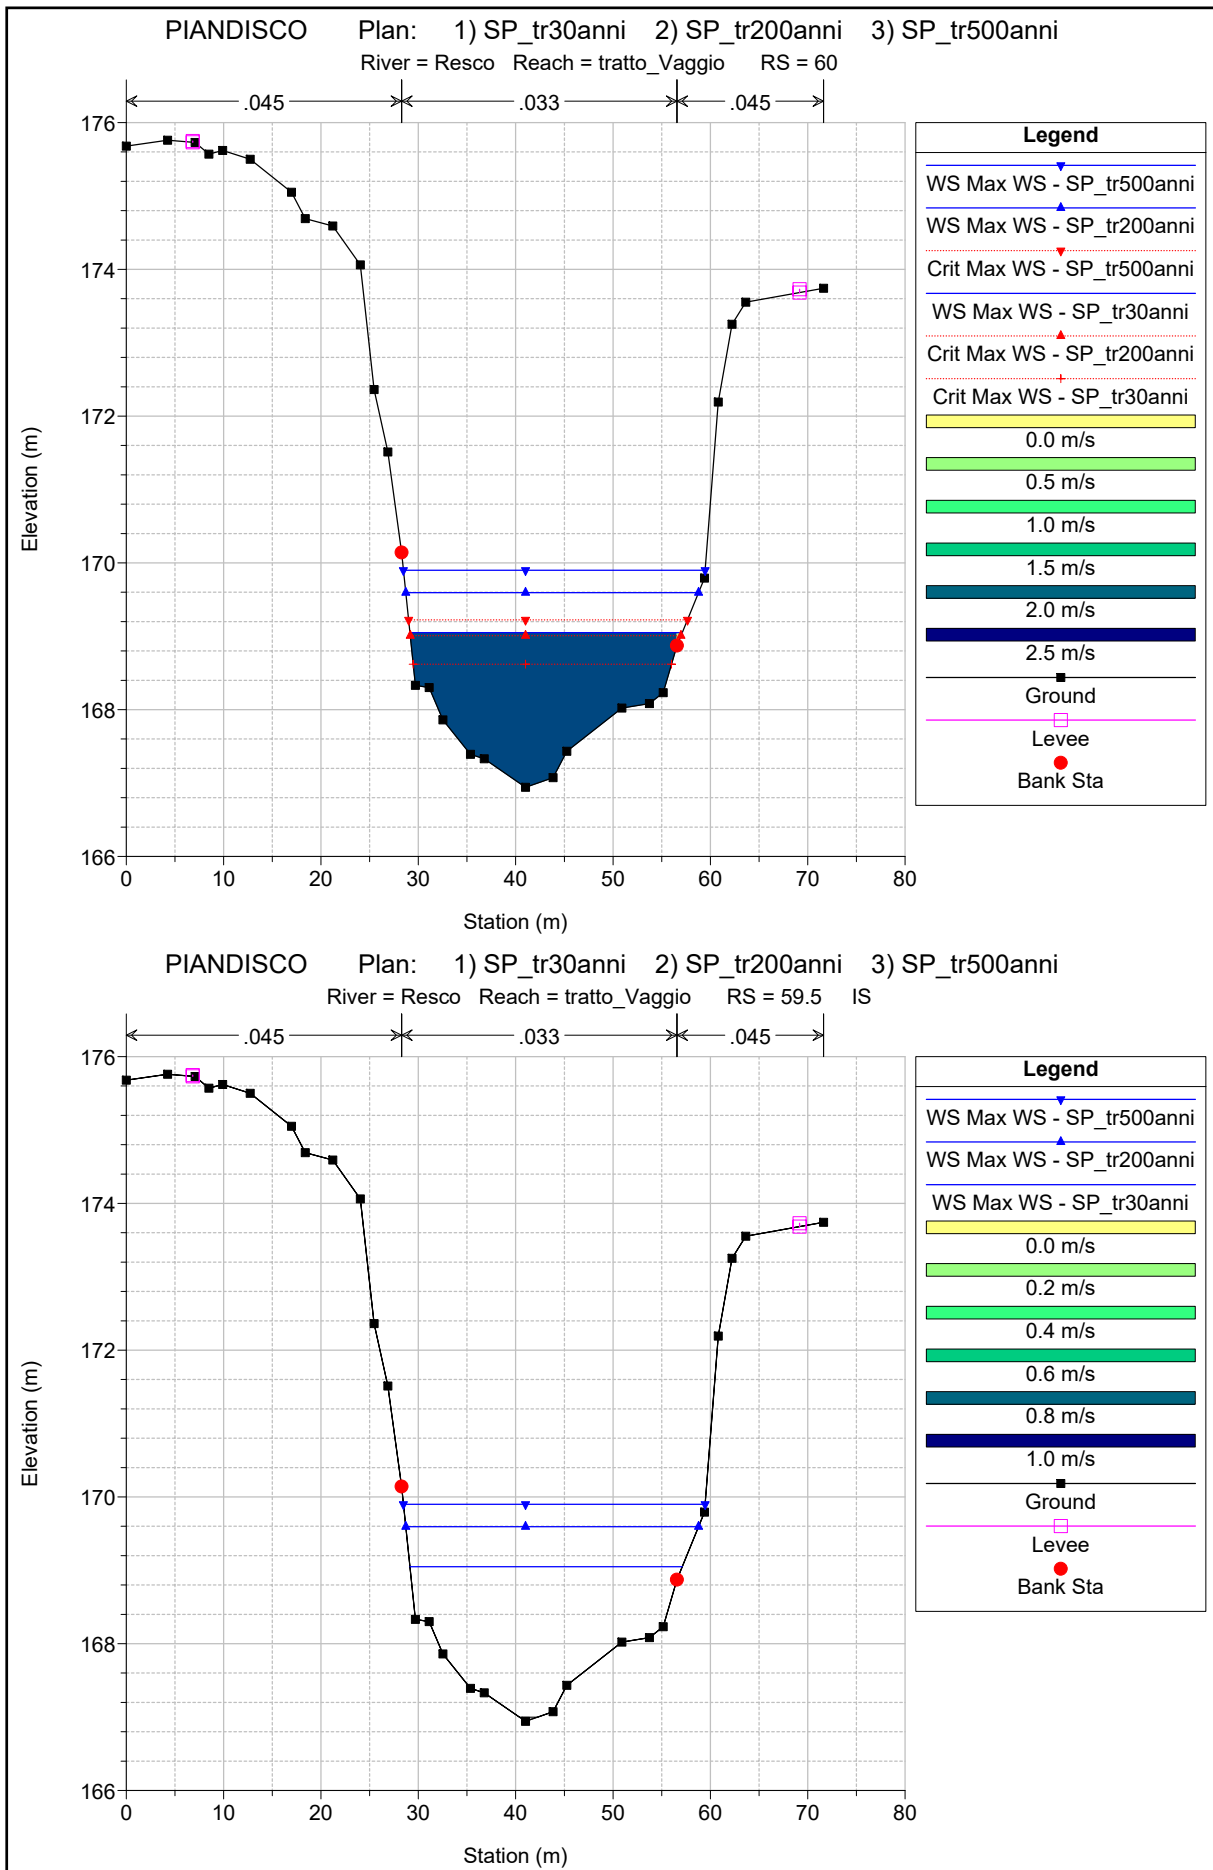 PIANDISCO Plan: 1) SP_tr30anni 2) SP_tr200anni 3) SP_tr500anni
River = Resco Reach = tratto_Vaggio RS = 60
.045 .033 .045
Legend
WS Max WS - SP_tr500anni
WS Max WS - SP_tr200anni
Crit Max WS - SP_tr500anni
WS Max WS - SP_tr30anni
Crit Max WS - SP_tr200anni
Crit Max WS - SP_tr30anni
0.0 m/s
0.5 m/s
1.0 m/s
1.5 m/s
2.0 m/s
2.5 m/s
Ground
Levee
Bank Sta
176
174
172
170
168
166
Elevation (m)
0 10 20 30 40 50 60 70 80
Station (m)
PIANDISCO Plan: 1) SP_tr30anni 2) SP_tr200anni 3) SP_tr500anni
River = Resco Reach = tratto_Vaggio RS = 59.5 IS
.045 .033 .045
Legend
WS Max WS - SP_tr500anni
WS Max WS - SP_tr200anni
WS Max WS - SP_tr30anni
0.0 m/s
0.2 m/s
0.4 m/s
0.6 m/s
0.8 m/s
1.0 m/s
Ground
Levee
Bank Sta
176
174
172
170
168
166
Elevation (m)
0 10 20 30 40 50 60 70 80
Station (m)